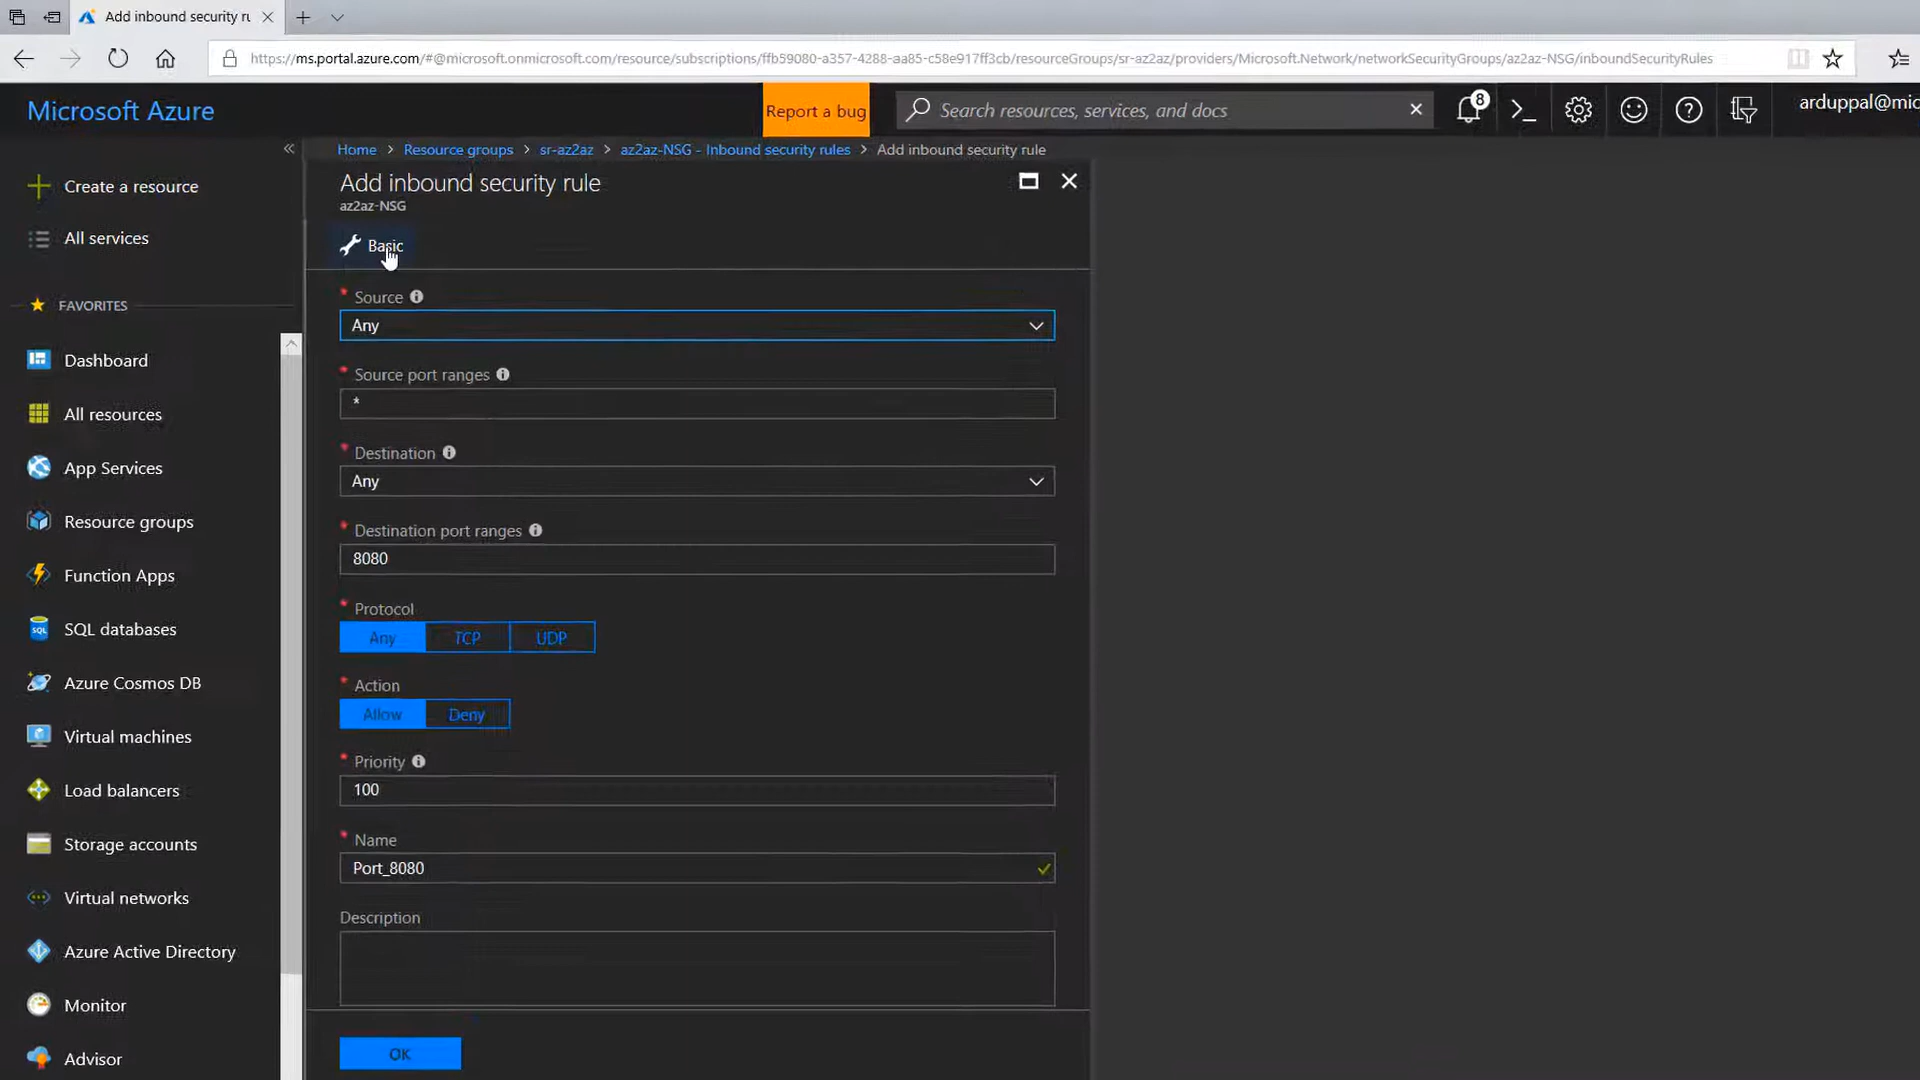 Add inbound security ru
https://ms.portal.azure.com/#@microsoft.onmicrosoft.com/resource/subscriptions/ffb59080-a357-4288-aa85-c58e917ff3cb/resourceGroups/sr-az2az/providers/Microsoft.Network/networkSecurityGroups/az2az-NSG/inboundSecurityRules
Microsoft Azure
Report a bug
Search resources, services, and docs
8
arduppal@mic
Home > Resource groups > sr-az2az > az2az-NSG - Inbound security rules > Add inbound security rule
Create a resource
All services
FAVORITES
Dashboard
All resources
App Services
Resource groups
Function Apps
SQL databases
SQL
Azure Cosmos DB
Virtual machines
Load balancers
Storage accounts
Virtual networks
Azure Active Directory
Monitor
Advisor
Add inbound security rule
az2az-NSG
Basic
* Source
Any
* Source port ranges
*
* Destination
Any
* Destination port ranges
8080
* Protocol
Any TCP UDP
* Action
Allow Deny
* Priority
100
* Name
Port_8080
Description
OK